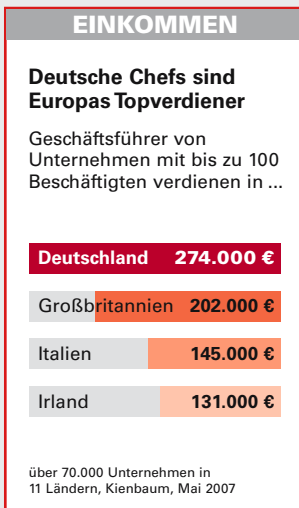 EINKOMMEN
Deutsche Chefs sind
Europas Topverdiener
Geschäftsführer von
Unternehmen mit bis zu 100
Beschäftigten verdienen in ...
Deutschland 274.000 €
Großbritannien 202.000 €
Italien 145.000 €
Irland 131.000 €
über 70.000 Unternehmen in
11 Ländern, Kienbaum, Mai 2007